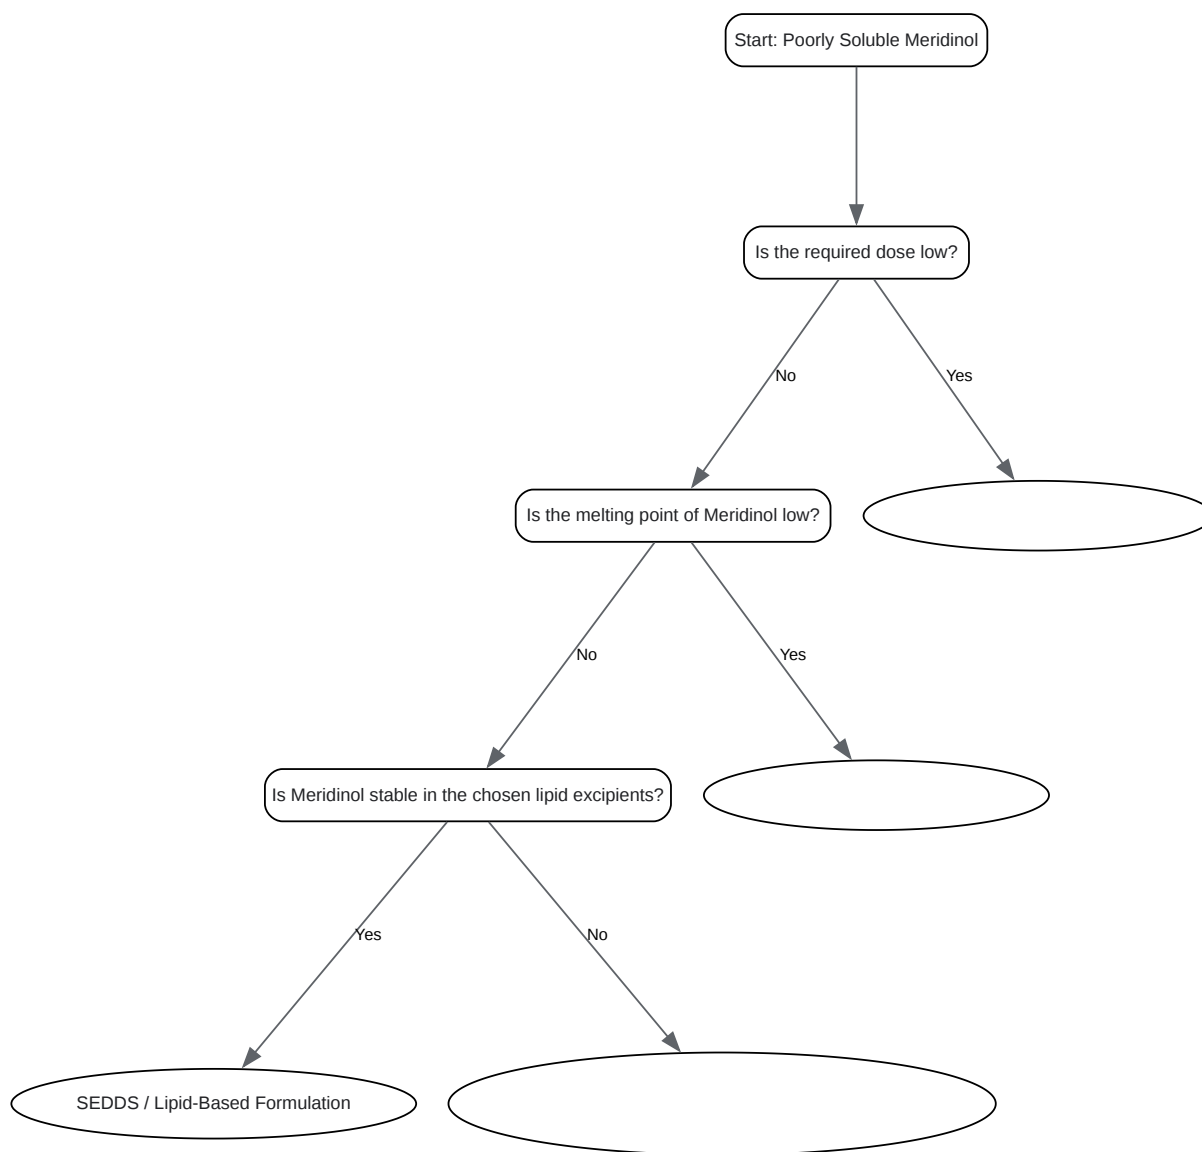 Start: Poorly Soluble Meridinol
Is the required dose low?
No
Yes
Is the melting point of Meridinol low?
No
Yes
Is Meridinol stable in the chosen lipid excipients?
Yes
No
SEDDS / Lipid-Based Formulation